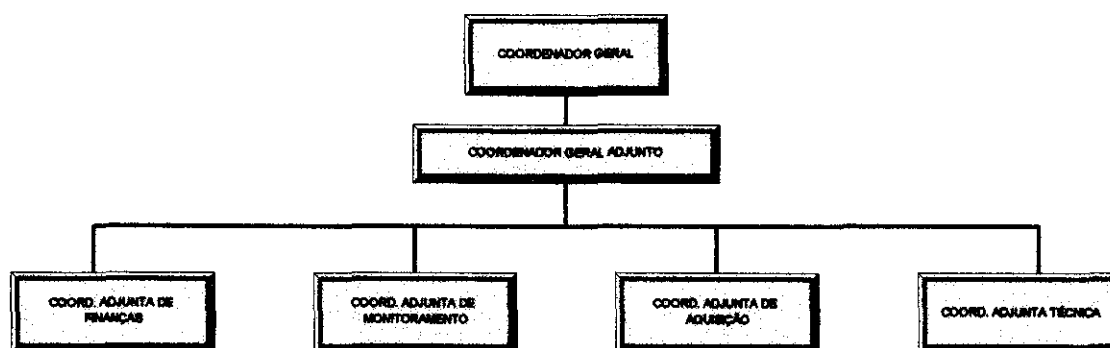 COORDENADOR GERAL
COORDENADOR GERAL ADJUNTO
COORD. ADJUNTA DE
FINANÇAS
COORD. ADJUNTA DE
MONITORAMENTO
COORD. ADJUNTA DE
AQUISIÇÃO
COORD. ADJUNTA TÉCNICA